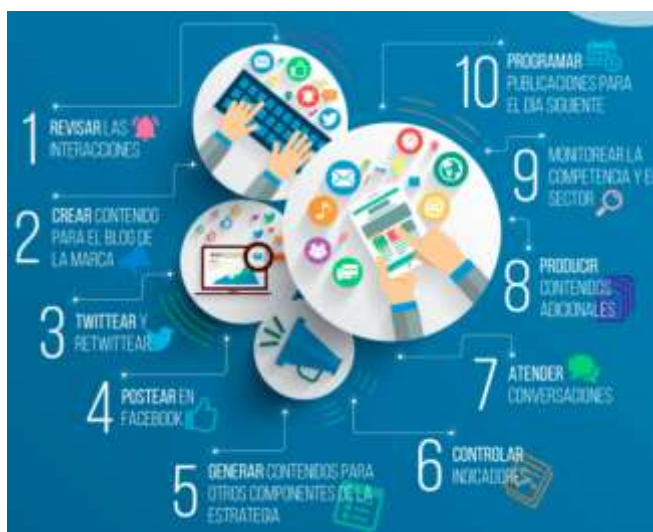 1
REVISAR LAS
INTERACCIONES
2
CREAR CONTENIDO
PARA EL BLOG DE
LA MARCA
3
TWITTEAR Y
RETWITTEAR
4
POSTEAR EN
FACEBOOK
5
GENERAR CONTENIDOS PARA
OTROS COMPONENTES DE LA
ESTRATEGIA
6
CONTROLAR
INDICADORES
7
ATENDER
CONVERSACIONES
8
PRODUCIR
CONTENIDOS
ADICIONALES
9
MONITOREAR LA
COMPETENCIA Y E
SECTOR
10
PROGRAMAR
PUBLICACIONES PARA
EL DÍA SIGUIENTE